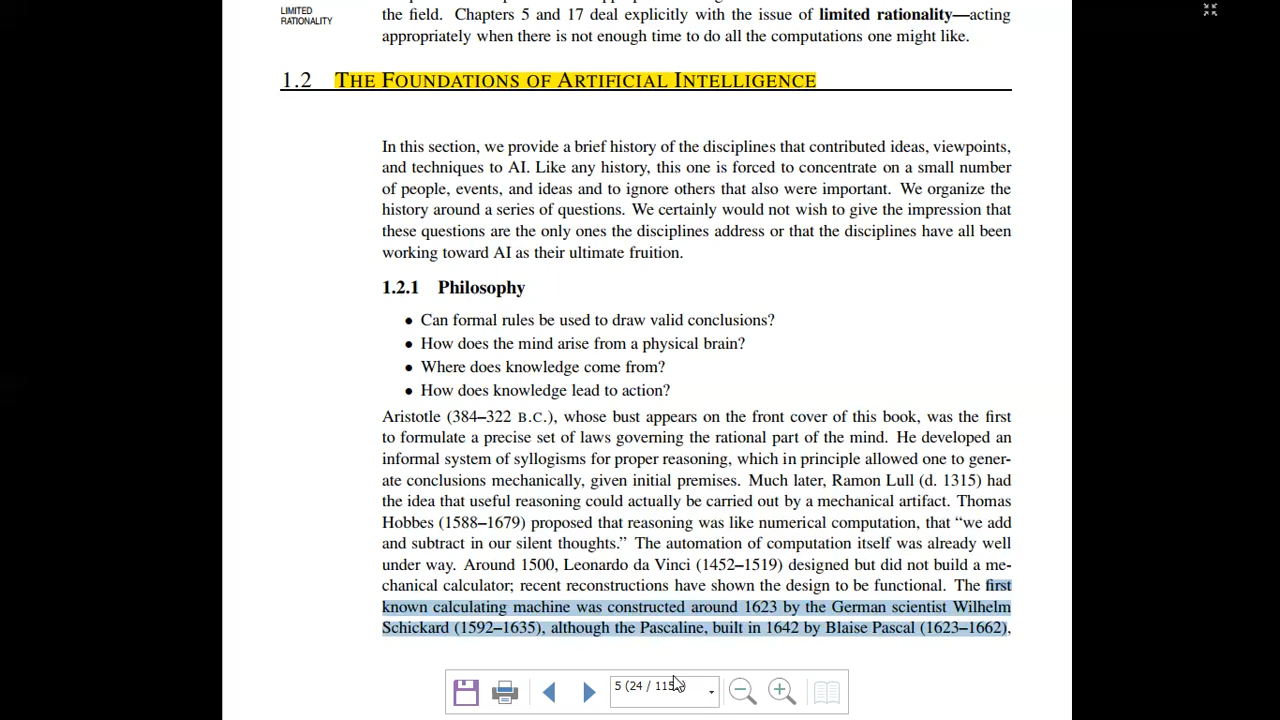 LIMITED
RATIONALITY
the field. Chapters 5 and 17 deal explicitly with the issue of limited rationality—acting
appropriately when there is not enough time to do all the computations one might like.
1.2 THE FOUNDATIONS OF ARTIFICIAL INTELLIGENCE
In this section, we provide a brief history of the disciplines that contributed ideas, viewpoints,
and techniques to AI. Like any history, this one is forced to concentrate on a small number
of people, events, and ideas and to ignore others that also were important. We organize the
history around a series of questions. We certainly would not wish to give the impression that
these questions are the only ones the disciplines address or that the disciplines have all been
working toward AI as their ultimate fruition.
1.2.1 Philosophy
• Can formal rules be used to draw valid conclusions?
• How does the mind arise from a physical brain?
• Where does knowledge come from?
• How does knowledge lead to action?
Aristotle (384–322 B.C.), whose bust appears on the front cover of this book, was the first
to formulate a precise set of laws governing the rational part of the mind. He developed an
informal system of syllogisms for proper reasoning, which in principle allowed one to gener-
ate conclusions mechanically, given initial premises. Much later, Ramon Lull (d. 1315) had
the idea that useful reasoning could actually be carried out by a mechanical artifact. Thomas
Hobbes (1588–1679) proposed that reasoning was like numerical computation, that “we add
and subtract in our silent thoughts.” The automation of computation itself was already well
under way. Around 1500, Leonardo da Vinci (1452–1519) designed but did not build a me-
chanical calculator; recent reconstructions have shown the design to be functional. The first
known calculating machine was constructed around 1623 by the German scientist Wilhelm
Schickard (1592–1635), although the Pascaline, built in 1642 by Blaise Pascal (1623–1662),
5 (24 /